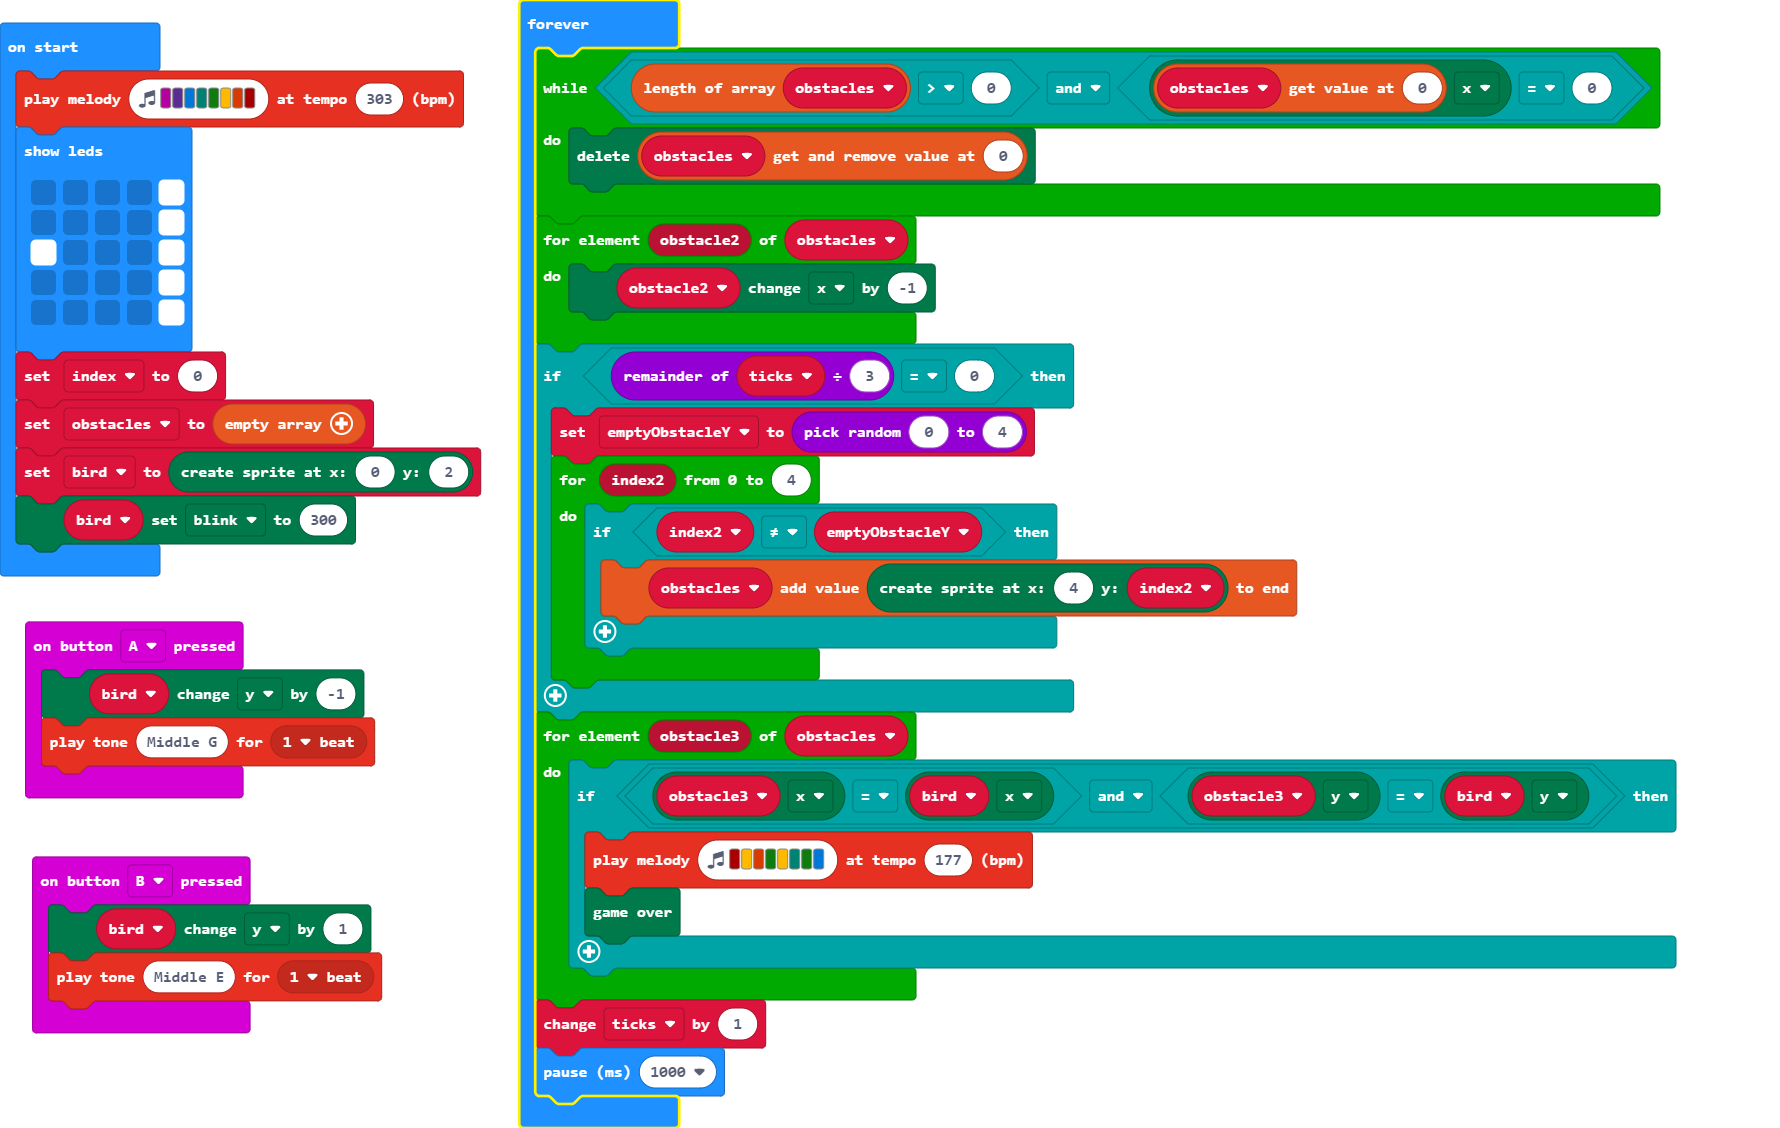 on start
play melody at tempo 303 (bpm)
show leds
set index to 0
set obstacles to empty array
set bird to create sprite at x: 0 y: 2
bird set blink to 300
on button A pressed
bird change y by -1
play tone Middle G for 1 beat
on button B pressed
bird change y by 1
play tone Middle E for 1 beat
forever
while length of array obstacles > 0 and obstacles get value at 0 x = 0
do
delete obstacles get and remove value at 0
for element obstacle2 of obstacles
do
obstacle2 change x by -1
if remainder of ticks ÷ 3 = 0 then
set emptyObstacleY to pick random 0 to 4
for index2 from 0 to 4
do
if index2 ≠ emptyObstacleY then
obstacles add value create sprite at x: 4 y: index2 to end
for element obstacle3 of obstacles
do
if obstacle3 x = bird x and obstacle3 y = bird y then
play melody at tempo 177 (bpm)
game over
change ticks by 1
pause (ms) 1000